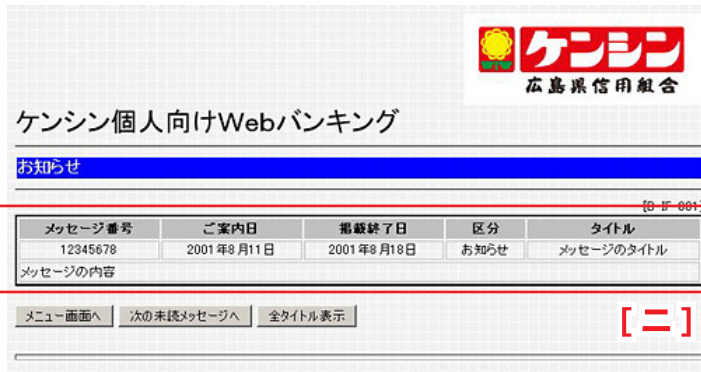 ケンシン
広島県信用組合
ケンシン個人向けWebバンキング
お知らせ
[B-IF-001]
メッセージ番号 ご案内日 掲載終了日 区分 タイトル
12345678 2001年8月11日 2001年8月18日 お知らせ メッセージのタイトル
メッセージの内容
メニュー画面へ 次の未読メッセージへ 全タイトル表示
[ニ]